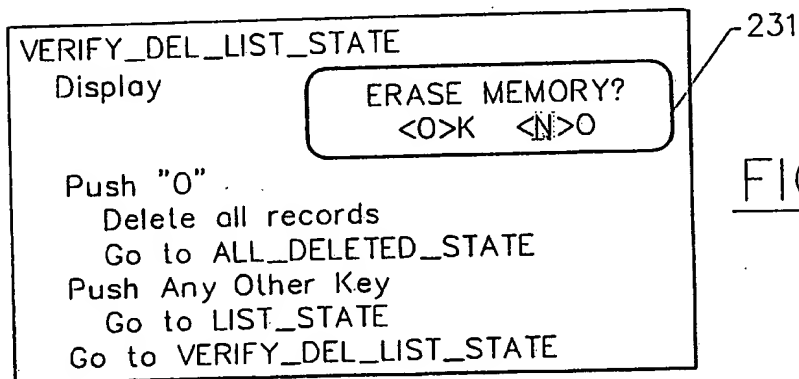 VERIFY_DEL_LIST_STATE
231
Display
ERASE MEMORY?
<O>K <N>O
Push "O"
Delete all records
Go to ALL_DELETED_STATE
Push Any Other Key
Go to LIST_STATE
Go to VERIFY_DEL_LIST_STATE